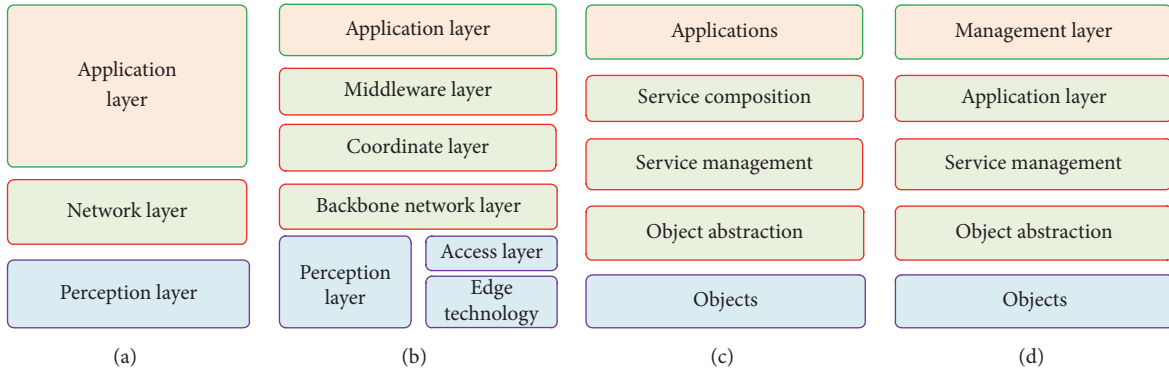 Application
layer
Network layer
Perception layer
(a)
Application layer
Middleware layer
Coordinate layer
Backbone network layer
Perception
layer
Access layer
Edge
technology
(b)
Applications
Service composition
Service management
Object abstraction
Objects
(c)
Management layer
Application layer
Service management
Object abstraction
Objects
(d)